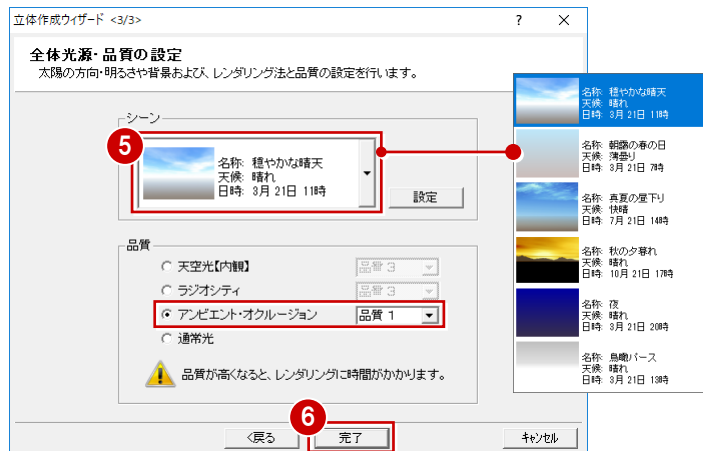 立体作成ウィザード <3/3>
全体光源・品質の設定
太陽の方向・明るさや背景および、レンダリング法と品質の設定を行います。
シーン
5
名称: 穏やかな晴天
天候: 晴れ
日時: 3月 21日 11時
設定
品質
天空光【内観】
品番 3
ラジオシティ
品番 3
アンビエント・オクルージョン
品質 1
通常光
品質が高くなると、レンダリングに時間がかかります。
6
<戻る
完了
キャンセル
名称: 穏やかな晴天
天候: 晴れ
日時: 3月 21日 11時
名称: 朝靄の春の日
天候: 薄曇り
日時: 3月 21日 7時
名称: 真夏の昼下り
天候: 快晴
日時: 7月 21日 14時
名称: 秋の夕暮れ
天候: 晴れ
日時: 10月 21日 17時
名称: 夜
天候: 晴れ
日時: 3月 21日 20時
名称: 鳥瞰パース
天候: 晴れ
日時: 3月 21日 13時